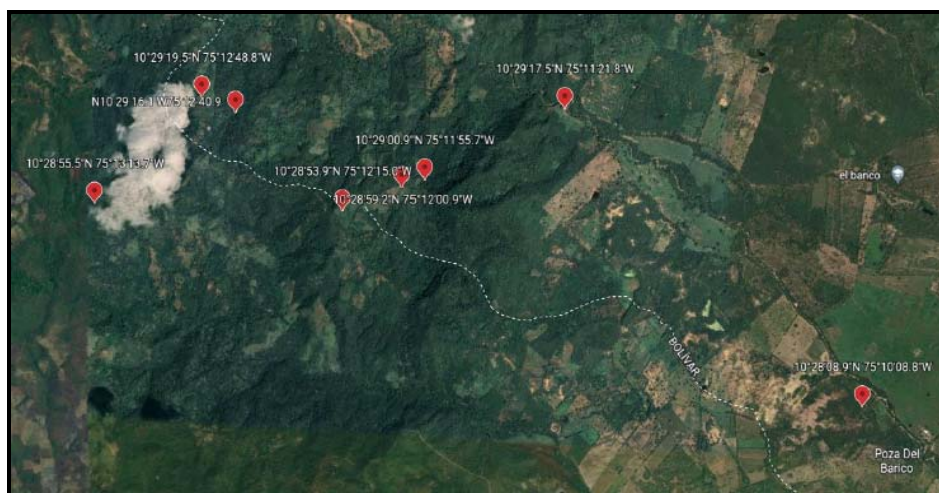 10°29'19.5"N 75°12'48.8"W
10°29'17.5"N 75°11'21.8"W
N10 29 16.1 W75 12 40.9
10°29'00.9"N 75°11'55.7"W
10°28'55.5"N 75°13'13.7"W
10°28'53.9"N 75°12'15.0"W
el banco
10°28'59.2"N 75°12'00.9"W
BOLÍVAR
10°28'08.9"N 75°10'08.8"W
Poza Del
Barico